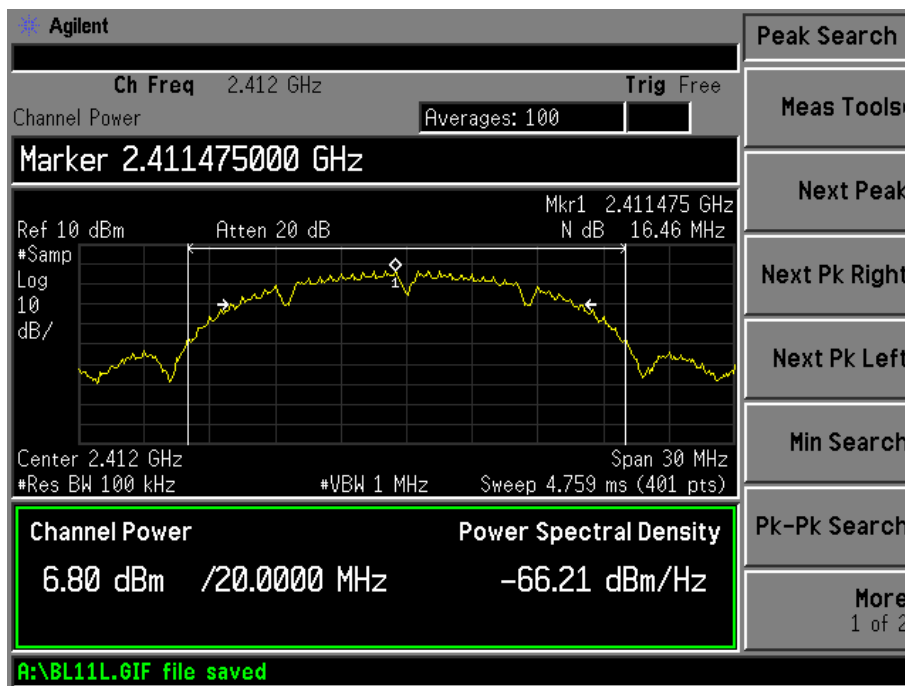 Agilent
Peak Search
Ch Freq 2.412 GHz Trig Free
Channel Power Averages: 100
Meas Tools
Marker 2.411475000 GHz
Next Peak
Mkr1 2.411475 GHz
Ref 10 dBm Atten 20 dB N dB 16.46 MHz
#Samp
Log
10
dB/
1
Next Pk Right
Next Pk Left
Min Search
Center 2.412 GHz Span 30 MHz
#Res BW 100 kHz #VBW 1 MHz Sweep 4.759 ms (401 pts)
Channel Power Power Spectral Density
Pk-Pk Search
6.80 dBm /20.0000 MHz -66.21 dBm/Hz
More
1 of 2
A:\BL11L.GIF file saved